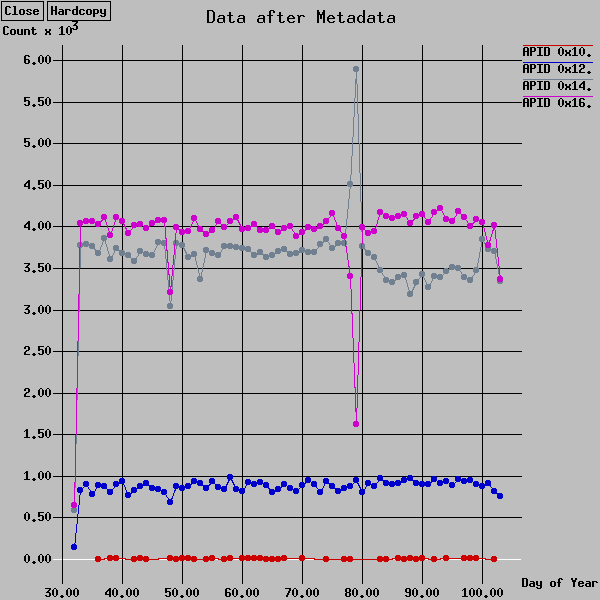 Close Hardcopy
Data after Metadata
Count x 10^3
APID 0x10.
APID 0x12.
APID 0x14.
APID 0x16.
6.00
5.50
5.00
4.50
4.00
3.50
3.00
2.50
2.00
1.50
1.00
0.50
0.00
30.00 40.00 50.00 60.00 70.00 80.00 90.00 100.00
Day of Year